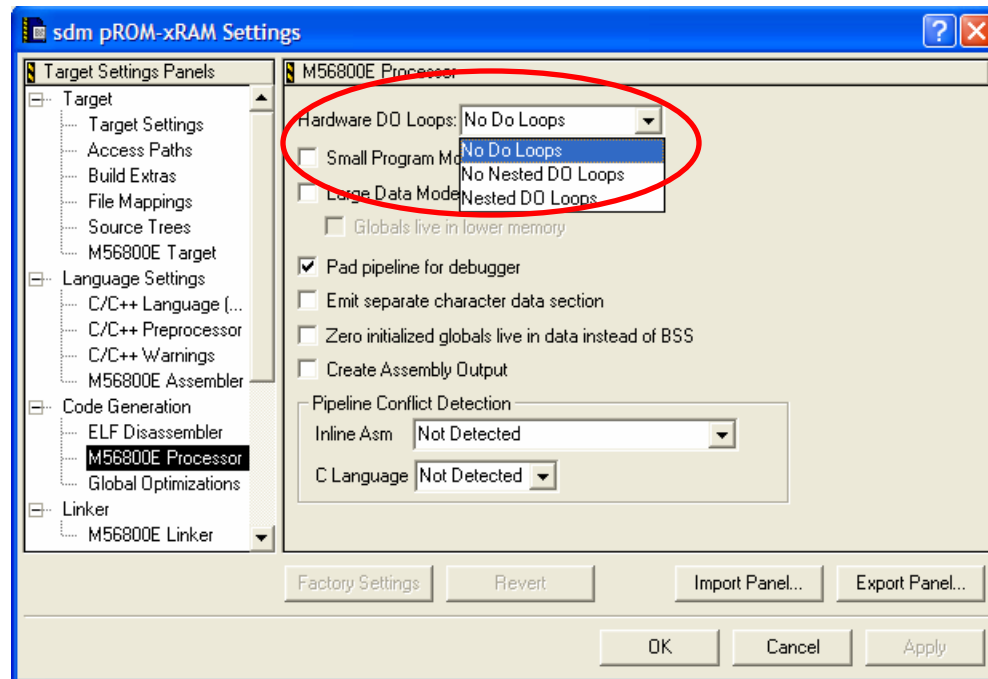 sdm pROM-xRAM Settings
Target Settings Panels
Target
Target Settings
Access Paths
Build Extras
File Mappings
Source Trees
M56800E Target
Language Settings
C/C++ Language (...
C/C++ Preprocessor
C/C++ Warnings
M56800E Assembler
Code Generation
ELF Disassembler
M56800E Processor
Global Optimizations
Linker
M56800E Linker
M56800E Processor
Hardware DO Loops: No Do Loops
No Do Loops
No Nested DO Loops
Nested DO Loops
Small Program Mo
Large Data Mode
Globals live in lower memory
Pad pipeline for debugger
Emit separate character data section
Zero initialized globals live in data instead of BSS
Create Assembly Output
Pipeline Conflict Detection
Inline Asm Not Detected
C Language Not Detected
Factory Settings Revert Import Panel... Export Panel...
OK Cancel Apply